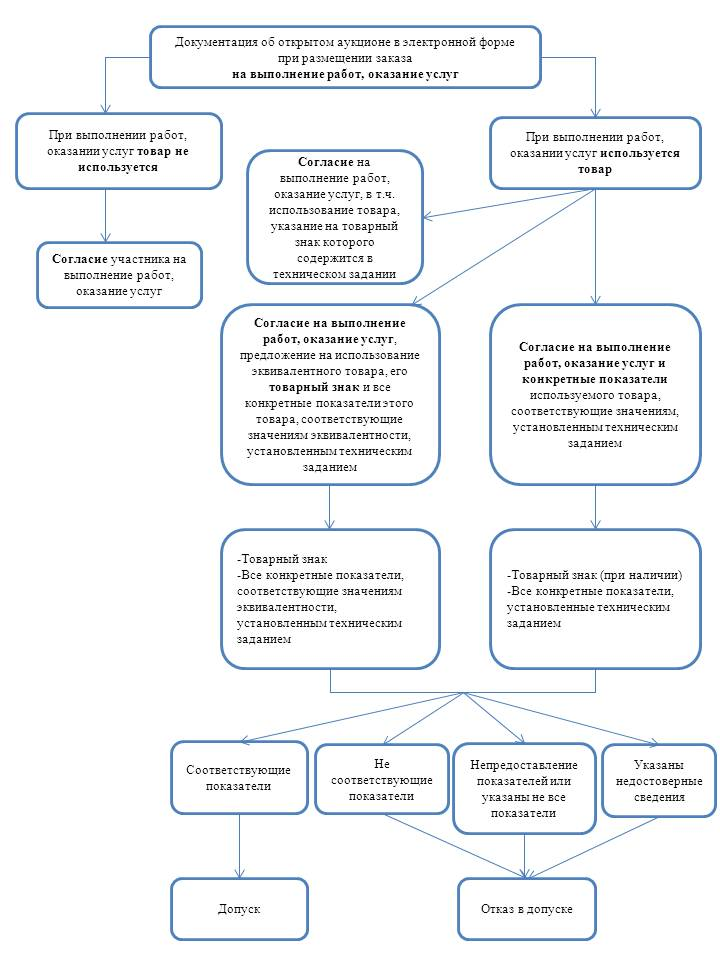 Документация об открытом аукционе в электронной форме
при размещении заказа
на выполнение работ, оказание услуг
При выполнении работ,
оказании услуг товар не
используется
При выполнении работ,
оказании услуг используется
товар
Согласие на
выполнение работ,
оказание услуг, в т.ч.
использование товара,
указание на товарный
знак которого
содержится в
техническом задании
Согласие участника на
выполнение работ,
оказание услуг
Согласие на выполнение
работ, оказание услуг,
предложение на использование
эквивалентного товара, его
товарный знак и все
конкретные показатели этого
товара, соответствующие
значениям эквивалентности,
установленным техническим
заданием
Согласие на выполнение
работ, оказание услуг и
конкретные показатели
используемого товара,
соответствующие значениям,
установленным техническим
заданием
-Товарный знак
-Все конкретные показатели,
соответствующие значениям
эквивалентности,
установленным техническим
заданием
-Товарный знак (при наличии)
-Все конкретные показатели,
установленные техническим
заданием
Соответствующие
показатели
Не
соответствующие
показатели
Непредоставление
показателей или
указаны не все
показатели
Указаны
недостоверные
сведения
Допуск
Отказ в допуске